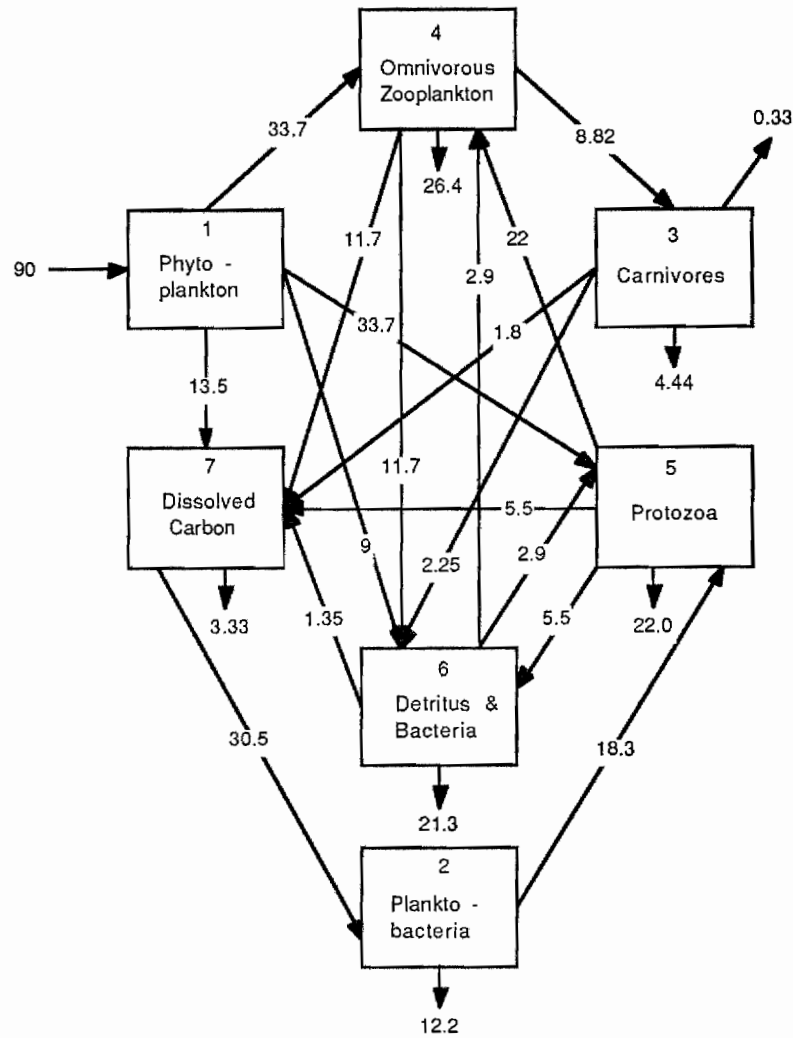 4
Omnivorous
Zooplankton
0.33
33.7
8.82
26.4
1
Phyto -
plankton
3
Carnivores
11.7
22
90
2.9
33.7
1.8
13.5
4.44
7
Dissolved
Carbon
11.7
5
Protozoa
5.5
9
2.25
2.9
3.33
1.35
5.5
22.0
6
Detritus &
Bacteria
30.5
18.3
21.3
2
Plankto -
bacteria
12.2